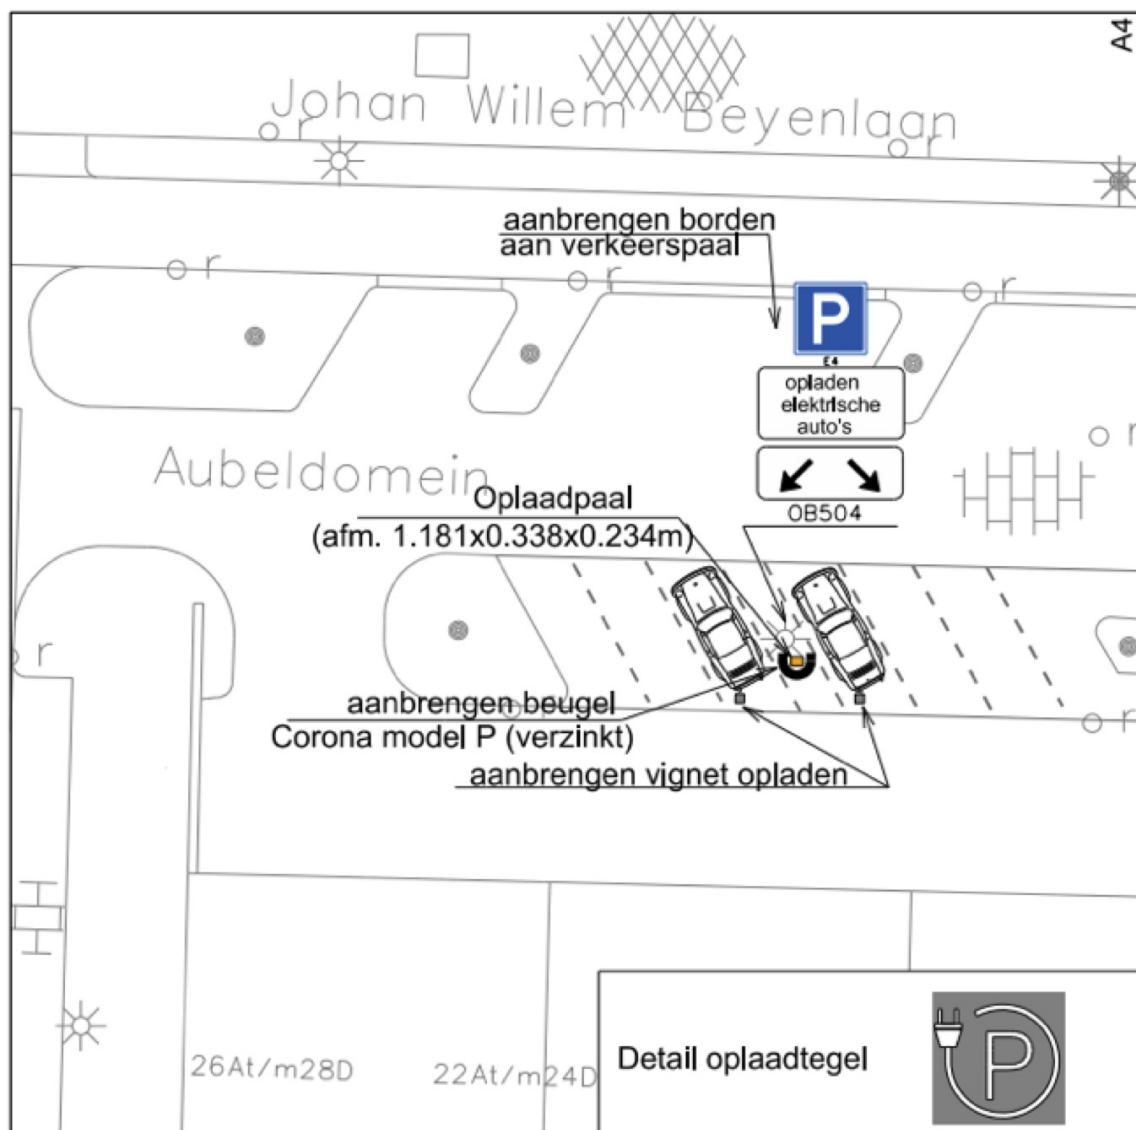 A4
Johan Willem Beyenlaan
r
r
r
r
r
aanbrengen borden
aan verkeerspaal
P
E4
opladen
elektrische
auto's
OB504
r
Aubeldomein
Oplaadpaal
(afm. 1.181x0.338x0.234m)
r
aanbrengen beugel
Corona model P (verzinkt)
r
r
aanbrengen vignet opladen
26At/m28D
22At/m24D
Detail oplaadtegel
P